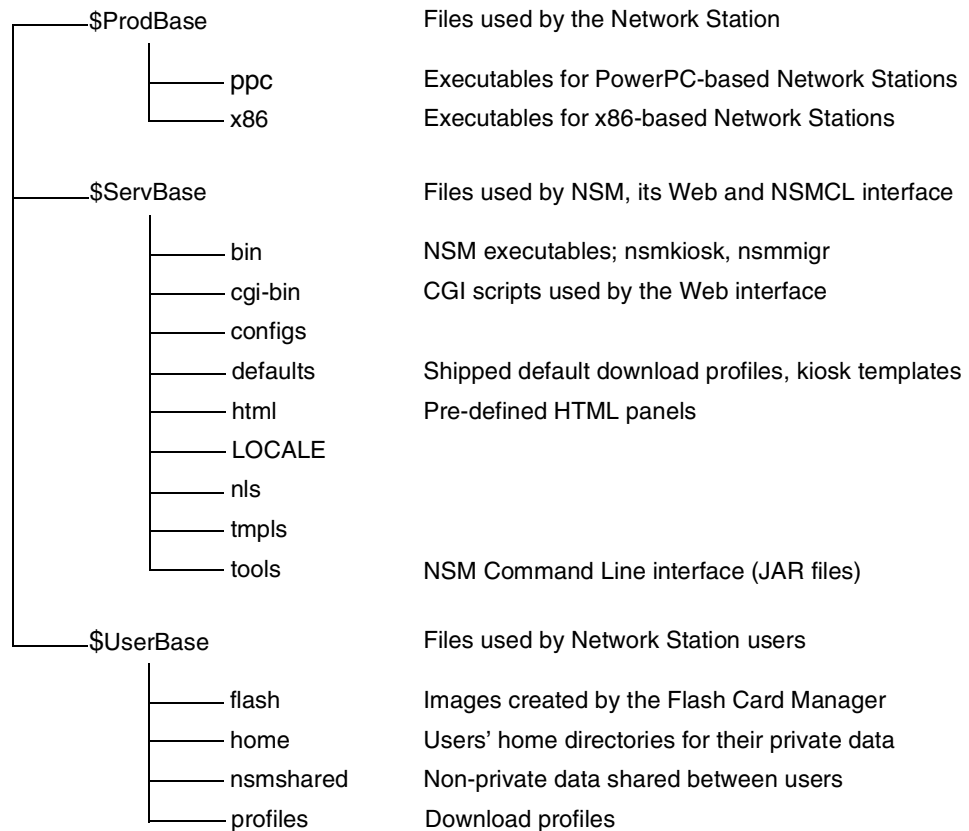 $ProdBase Files used by the Network Station
ppc Executables for PowerPC-based Network Stations
x86 Executables for x86-based Network Stations
$ServBase Files used by NSM, its Web and NSMCL interface
bin NSM executables; nsmkiosk, nsmmigr
cgi-bin CGI scripts used by the Web interface
configs
defaults Shipped default download profiles, kiosk templates
html Pre-defined HTML panels
LOCALE
nls
tmpls
tools NSM Command Line interface (JAR files)
$UserBase Files used by Network Station users
flash Images created by the Flash Card Manager
home Users' home directories for their private data
nsmshared Non-private data shared between users
profiles Download profiles